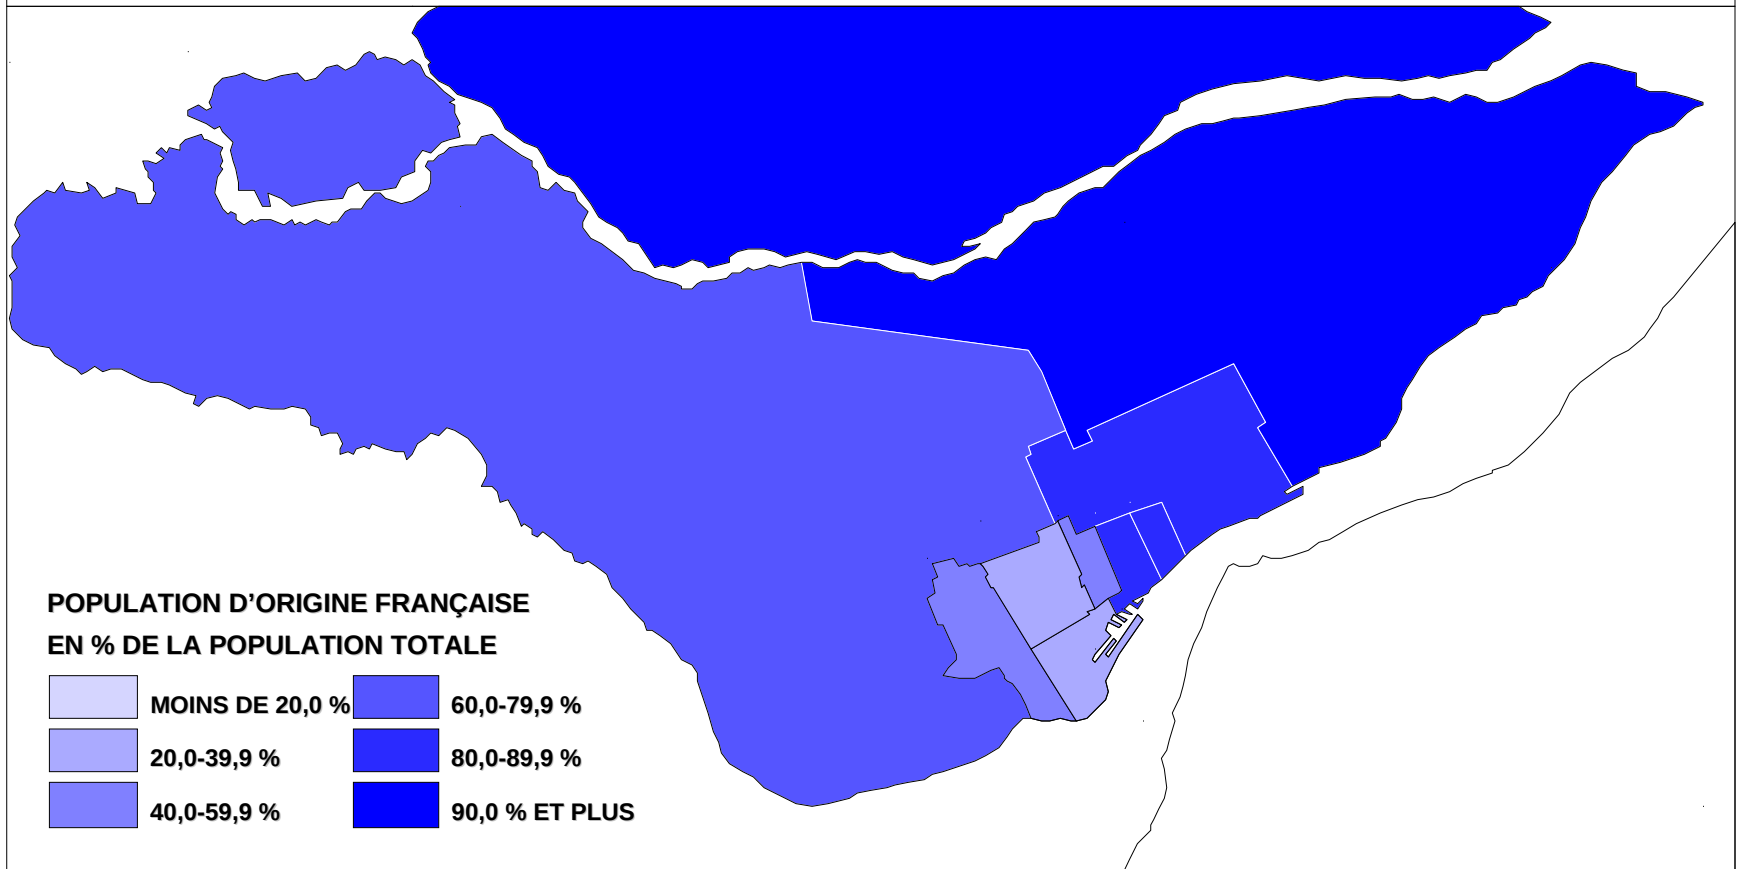 POPULATION D’ORIGINE FRANÇAISE
EN % DE LA POPULATION TOTALE
MOINS DE 20,0 %
20,0-39,9 %
40,0-59,9 %
60,0-79,9 %
80,0-89,9 %
90,0 % ET PLUS